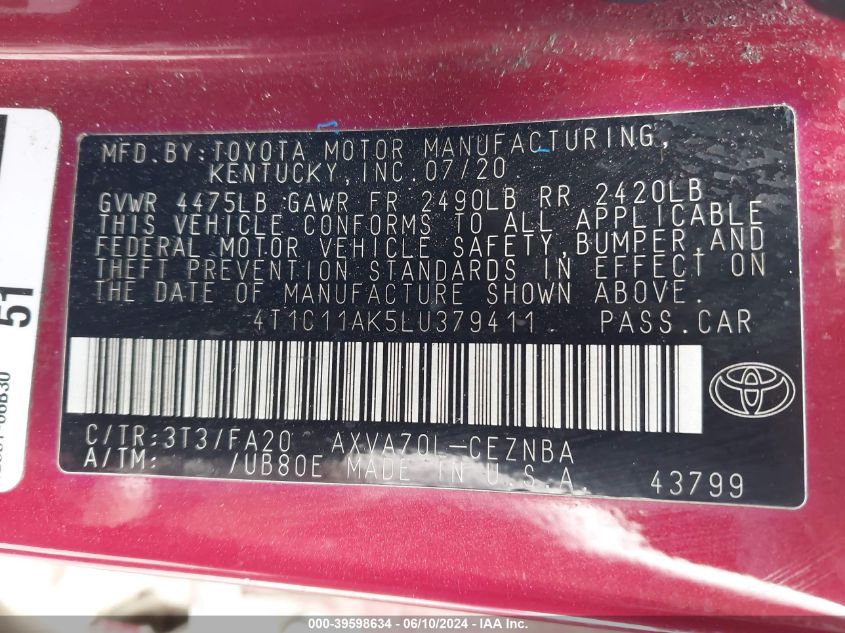 MFD.BY:TOYOTA MOTOR MANUFACTURING,
KENTUCKY,INC.07/20
GVWR 4475LB GAWR FR 2490LB RR 2420LB
THIS VEHICLE CONFORMS TO ALL APPLICABLE
FEDERAL MOTOR VEHICLE SAFETY,BUMPER,AND
THEFT PREVENTION STANDARDS IN EFFECT ON
THE DATE OF MANUFACTURE SHOWN ABOVE.
4T1C11AK5LU379411 PASS.CAR
C/TR:3T3/FA20 AXVA70L-CEZNBA
A/TM: /UB80E MADE IN U.S.A.
43799
51
000-39598634 / 06/10/2024 / IAAI.COM